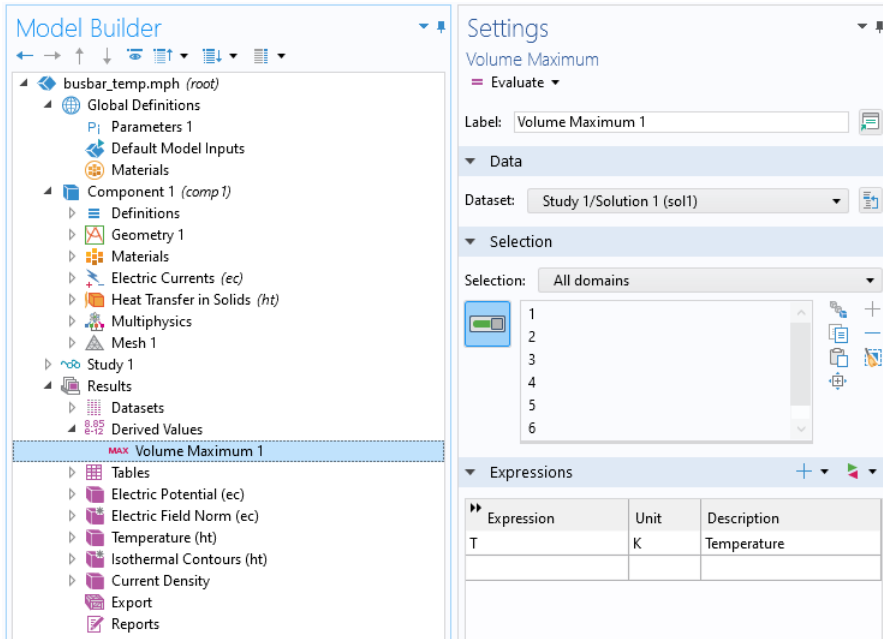 Model Builder
busbar_temp.mph (root)
Global Definitions
Pi Parameters 1
Default Model Inputs
Materials
Component 1 (comp1)
Definitions
Geometry 1
Materials
Electric Currents (ec)
Heat Transfer in Solids (ht)
Multiphysics
Mesh 1
Study 1
Results
Datasets
8.85
e-12
Derived Values
MAX Volume Maximum 1
Tables
Electric Potential (ec)
Electric Field Norm (ec)
Temperature (ht)
Isothermal Contours (ht)
Current Density
Export
Reports
Settings
Volume Maximum
= Evaluate
Label: Volume Maximum 1
Data
Dataset: Study 1/Solution 1 (sol1)
Selection
Selection: All domains
1
2
3
4
5
6
Expressions
Expression Unit Description
T K Temperature